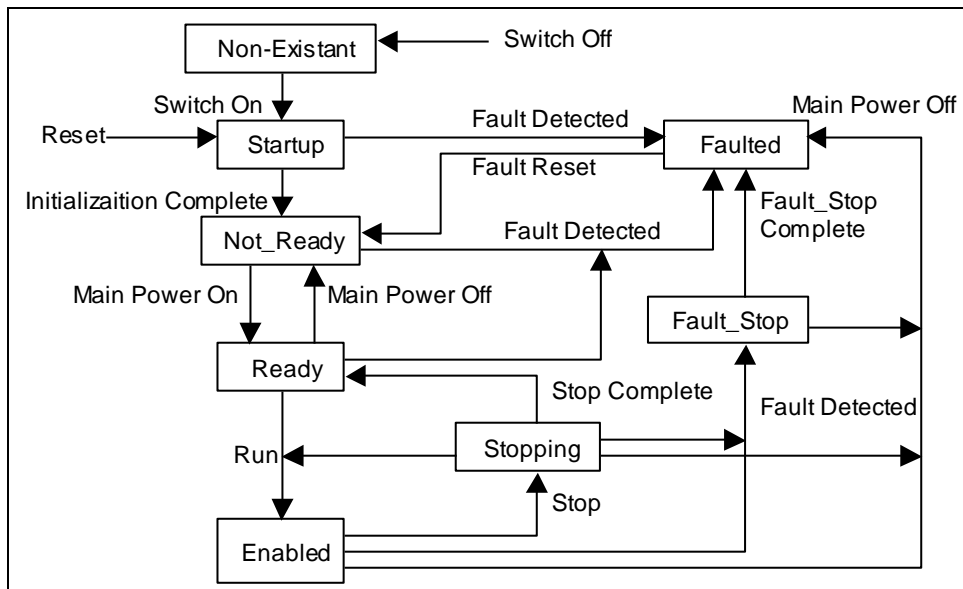 Non-Existant
Switch Off
Switch On
Main Power Off
Reset
Startup
Fault Detected
Faulted
Fault Reset
Initializaition Complete
Fault_Stop
Complete
Not_Ready
Fault Detected
Main Power On
Main Power Off
Fault_Stop
Ready
Stop Complete
Fault Detected
Run
Stopping
Stop
Enabled